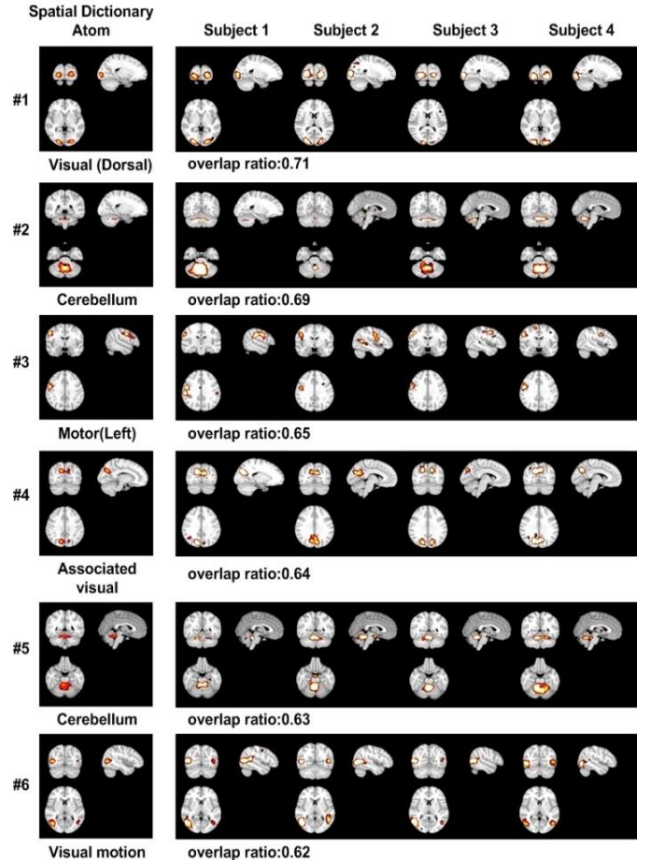 Spatial Dictionary
Atom
Subject 1 Subject 2 Subject 3 Subject 4
#1
Visual (Dorsal) overlap ratio:0.71
#2
Cerebellum overlap ratio:0.69
#3
Motor(Left) overlap ratio:0.65
#4
Associated overlap ratio:0.64
visual
#5
Cerebellum overlap ratio:0.63
#6
Visual motion overlap ratio:0.62